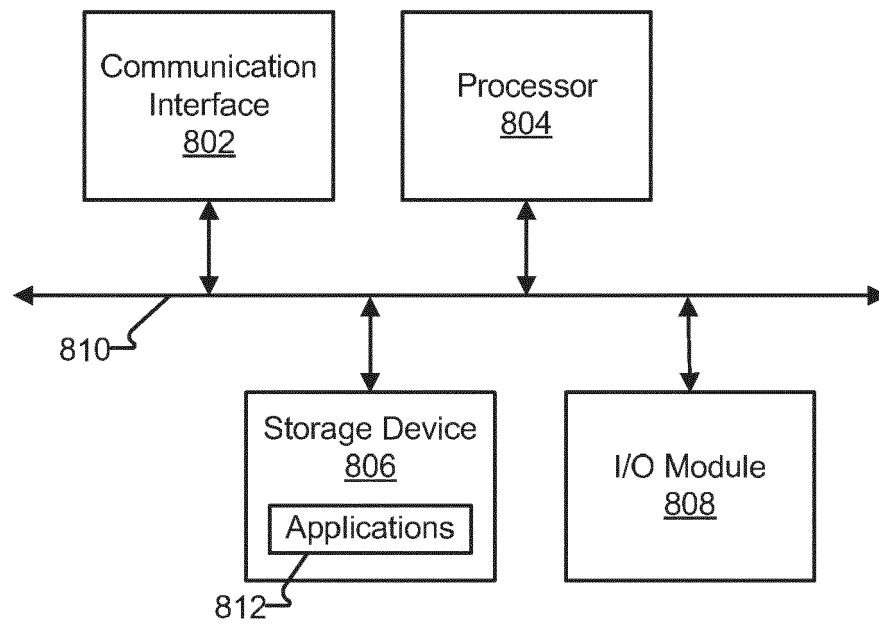 Communication
Interface
802
Processor
804
810
Storage Device
806
Applications
812
I/O Module
808